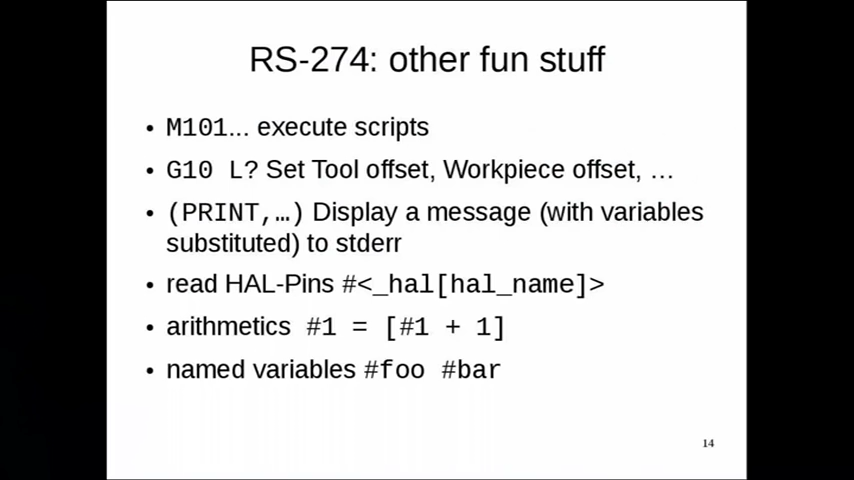 RS-274: other fun stuff
• M101... execute scripts
• G10 L? Set Tool offset, Workpiece offset, …
• (PRINT,…) Display a message (with variables
substituted) to stderr
• read HAL-Pins #<_hal[hal_name]>
• arithmetics #1 = [#1 + 1]
• named variables #foo #bar
14